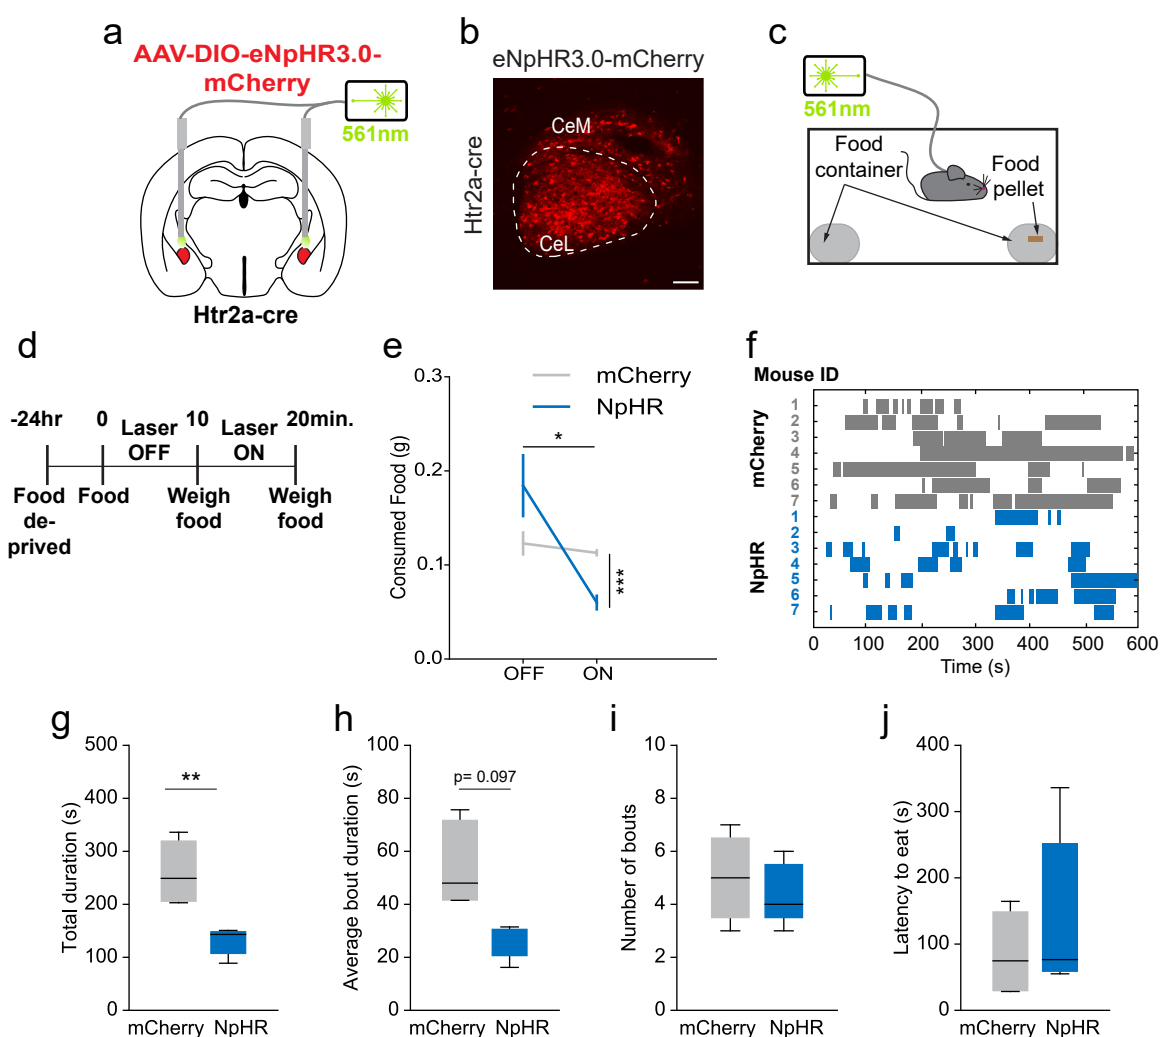 a
AAV-DIO-eNpHR3.0-
mCherry
561nm
Htr2a-cre
b
eNpHR3.0-mCherry
Htr2a-cre
CeM
CeL
c
561nm
Food
container
Food
pellet
d
-24hr
0
Laser
OFF
10
Laser
ON
20min.
Food
de-
prived
Food
Weigh
food
Weigh
food
e
Consumed Food (g)
0.3
0.2
0.1
0.0
mCherry
NpHR
*
***
OFF
ON
f
Mouse ID
mCherry
1
2
3
4
5
6
7
NpHR
1
2
3
4
5
6
7
0 100 200 300 400 500 600
Time (s)
g
Total duration (s)
500
400
300
200
100
0
**
mCherry NpHR
h
Average bout duration (s)
100
80
60
40
20
0
p= 0.097
mCherry NpHR
i
Number of bouts
10
8
6
4
2
0
mCherry NpHR
j
Latency to eat (s)
400
300
200
100
0
mCherry NpHR